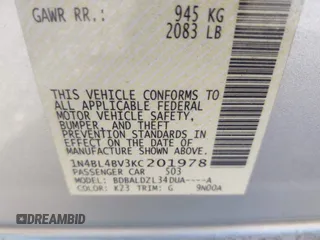 GAWR RR.: 945 KG
2083 LB
THIS VEHICLE CONFORMS TO ALL
APPLICABLE FEDERAL
MOTOR VEHICLE SAFETY,
BUMPER, AND THEFT
PREVENTION STANDARDS IN
EFFECT ON THE DATE OF
MANUFACTURE SHOWN ABOVE.
1N4BL4BV3KC201978
PASSENGER CAR 503
MODEL: BDBALDZL34DUA----A
COLOR: K23 TRIM: G 9N00A